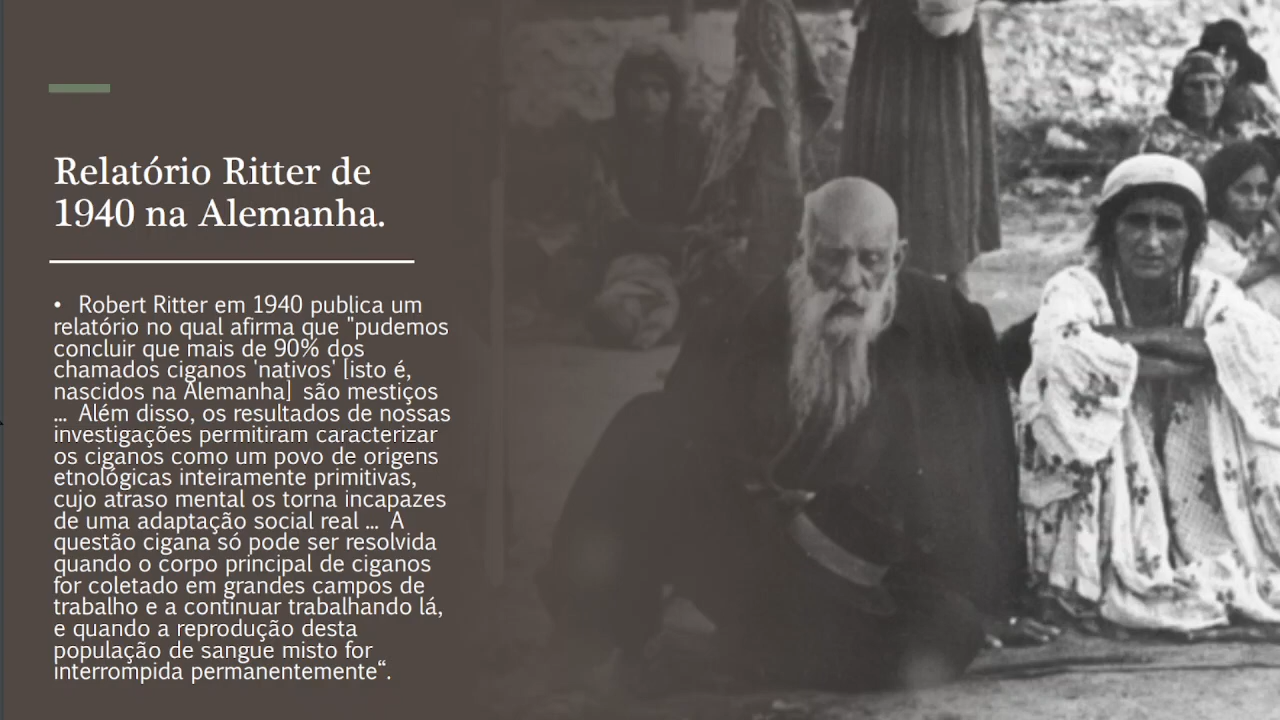 Relatório Ritter de
1940 na Alemanha.
• Robert Ritter em 1940 publica um
relatório no qual afirma que "pudemos
concluir que mais de 90% dos
chamados ciganos 'nativos' [isto é,
nascidos na Alemanha] são mestiços
... Além disso, os resultados de nossas
investigações permitiram caracterizar
os ciganos como um povo de origens
etnológicas inteiramente primitivas,
cujo atraso mental os torna incapazes
de uma adaptação social real ... A
questão cigana só pode ser resolvida
quando o corpo principal de ciganos
for coletado em grandes campos de
trabalho e a continuar trabalhando lá,
e quando a reprodução desta
população de sangue misto for
interrompida permanentemente“.